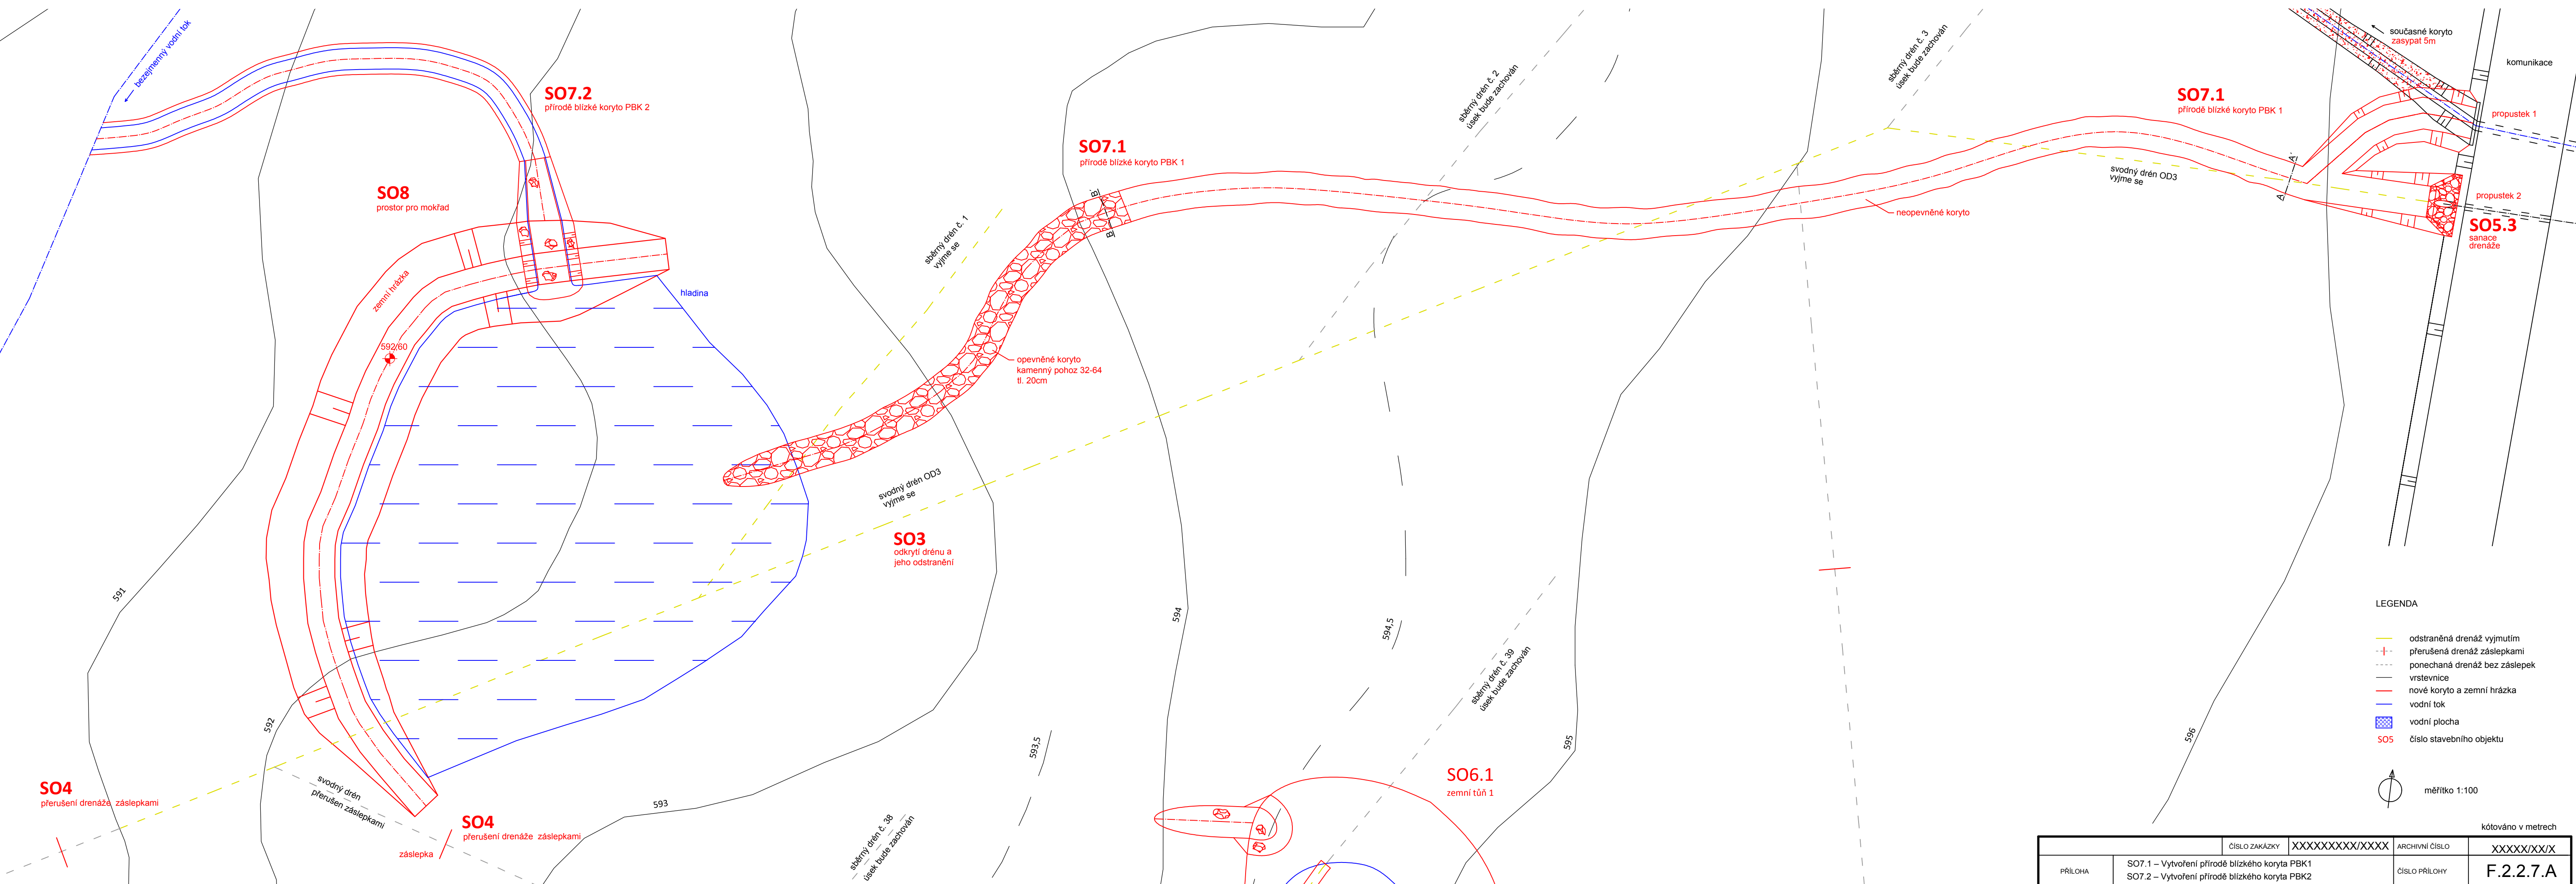 bezejmenný vodní tok
SO7.2
přírodě blízké koryto PBK 2
SO8
prostor pro mokřad
zemní hrázka
592,60
hladina
sběrný drén č. 1
vyjme se
SO7.1
přírodě blízké koryto PBK 1
B'
B
opevněné koryto
kamenný pohoz 32-64
tl. 20cm
svodný drén OD3
vyjme se
SO3
odkrytí drénu a
jeho odstranění
sběrný drén č. 2
úsek bude zachován
sběrný drén č. 3
úsek bude zachován
neopevněné koryto
SO7.1
přírodě blízké koryto PBK 1
svodný drén OD3
vyjme se
A'
A
současné koryto
zasypat 5m
komunikace
propustek 1
propustek 2
SO5.3
sanace
drenáže
591
592
593
593,5
594
594,5
595
596
SO4
přerušení drenáže záslepkami
svodný drén
přerušen záslepkami
SO4
přerušení drenáže záslepkami
záslepka
sběrný drén č. 38
úsek bude zachován
sběrný drén č. 39
úsek bude zachován
SO6.1
zemní tůň 1
LEGENDA
odstraněná drenáž vyjmutím
přerušená drenáž záslepkami
ponechaná drenáž bez záslepek
vrstevnice
nové koryto a zemní hrázka
vodní tok
vodní plocha
SO5 číslo stavebního objektu
měřítko 1:100
kótováno v metrech
ČÍSLO ZAKÁZKY XXXXXXXXX/XXXX ARCHIVNÍ ČÍSLO XXXXX/XX/X
PŘÍLOHA
SO7.1 – Vytvoření přírodě blízkého koryta PBK1
SO7.2 – Vytvoření přírodě blízkého koryta PBK2
ČÍSLO PŘÍLOHY F.2.2.7.A